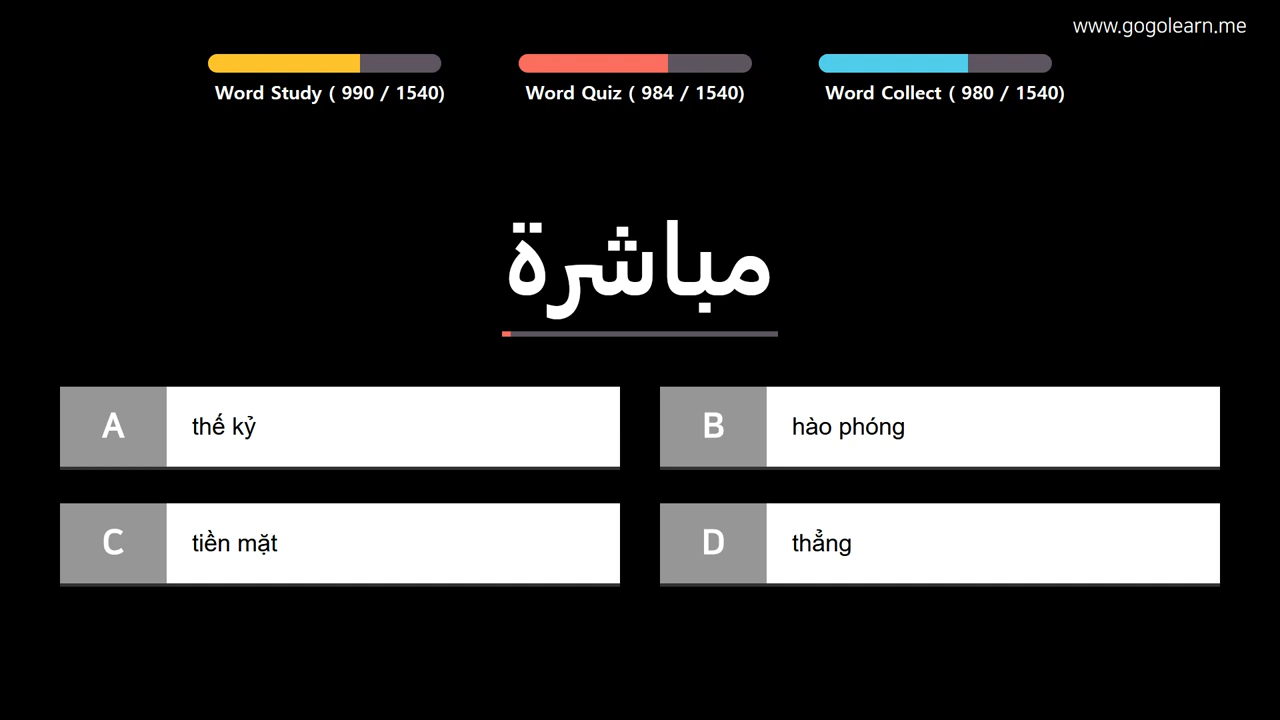 www.gogolearn.me
Word Study ( 990 / 1540)
Word Quiz ( 984 / 1540)
Word Collect ( 980 / 1540)
مباشرة
A
thế kỷ
B
hào phóng
C
tiền mặt
D
thẳng